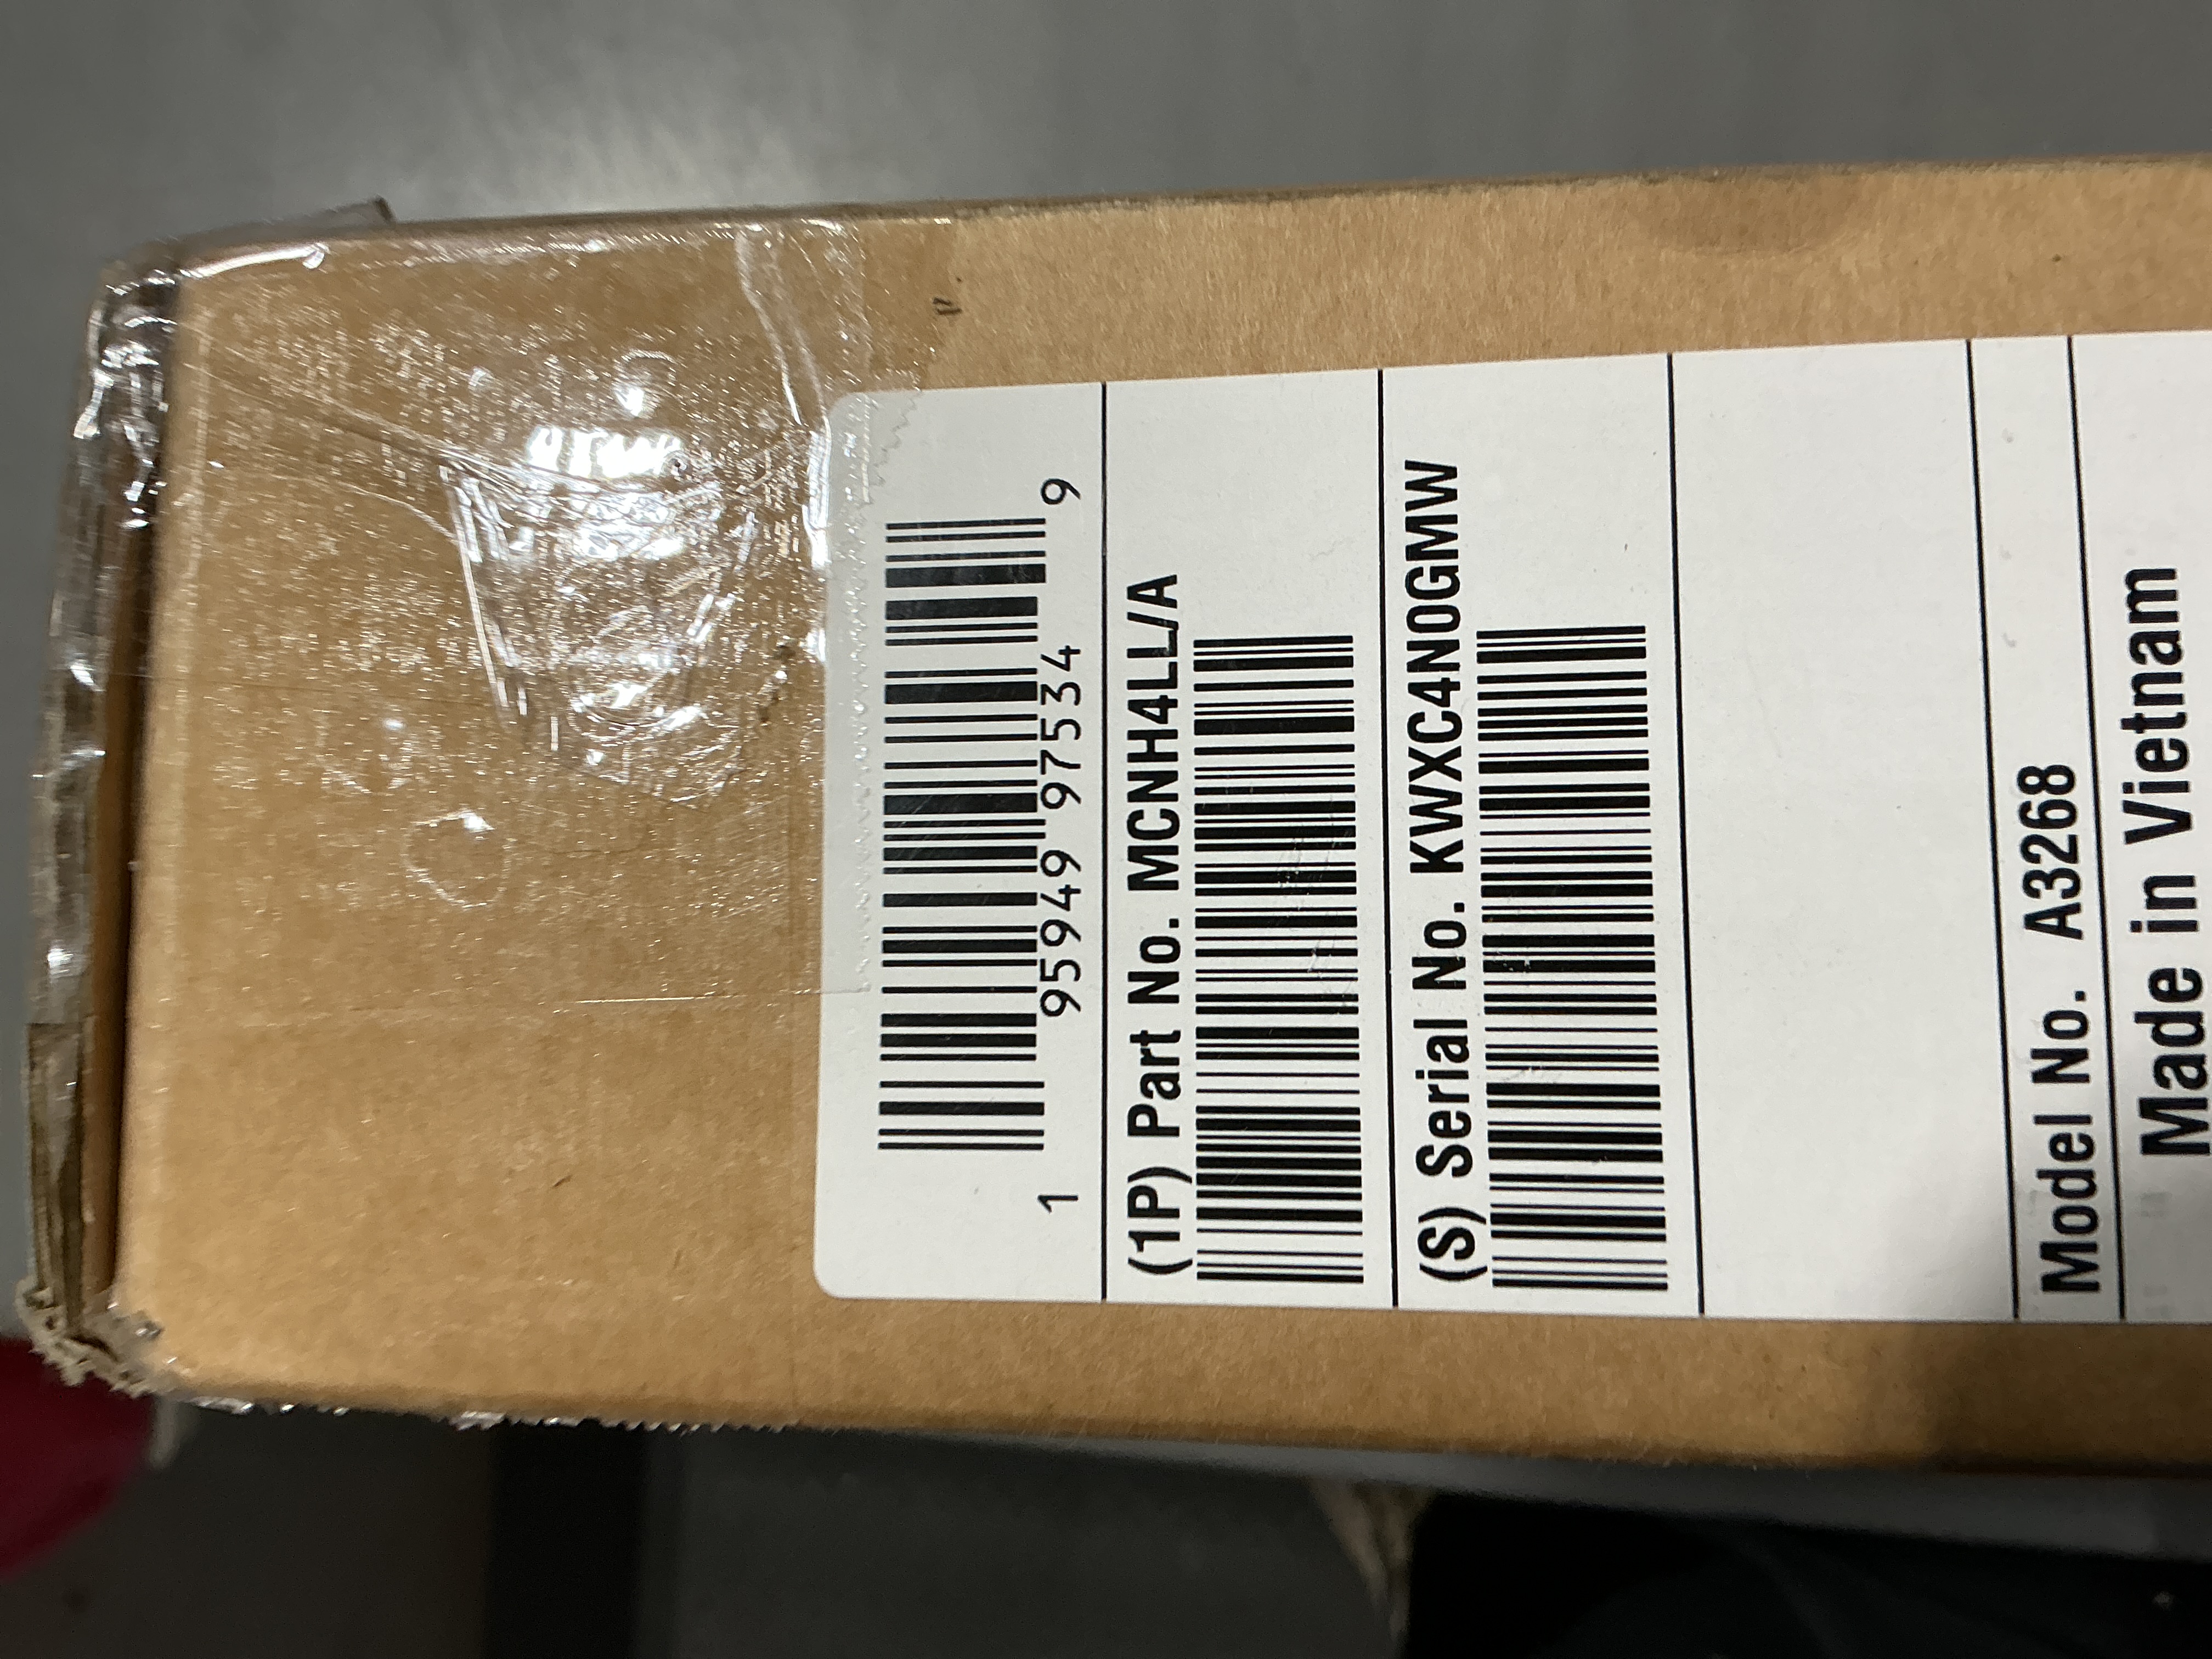 1 95949 97534 9
(1P) Part No. MCNH4LL/A
(S) Serial No. KWXC4N0GMW
Model No. A3268
Made in Vietnam